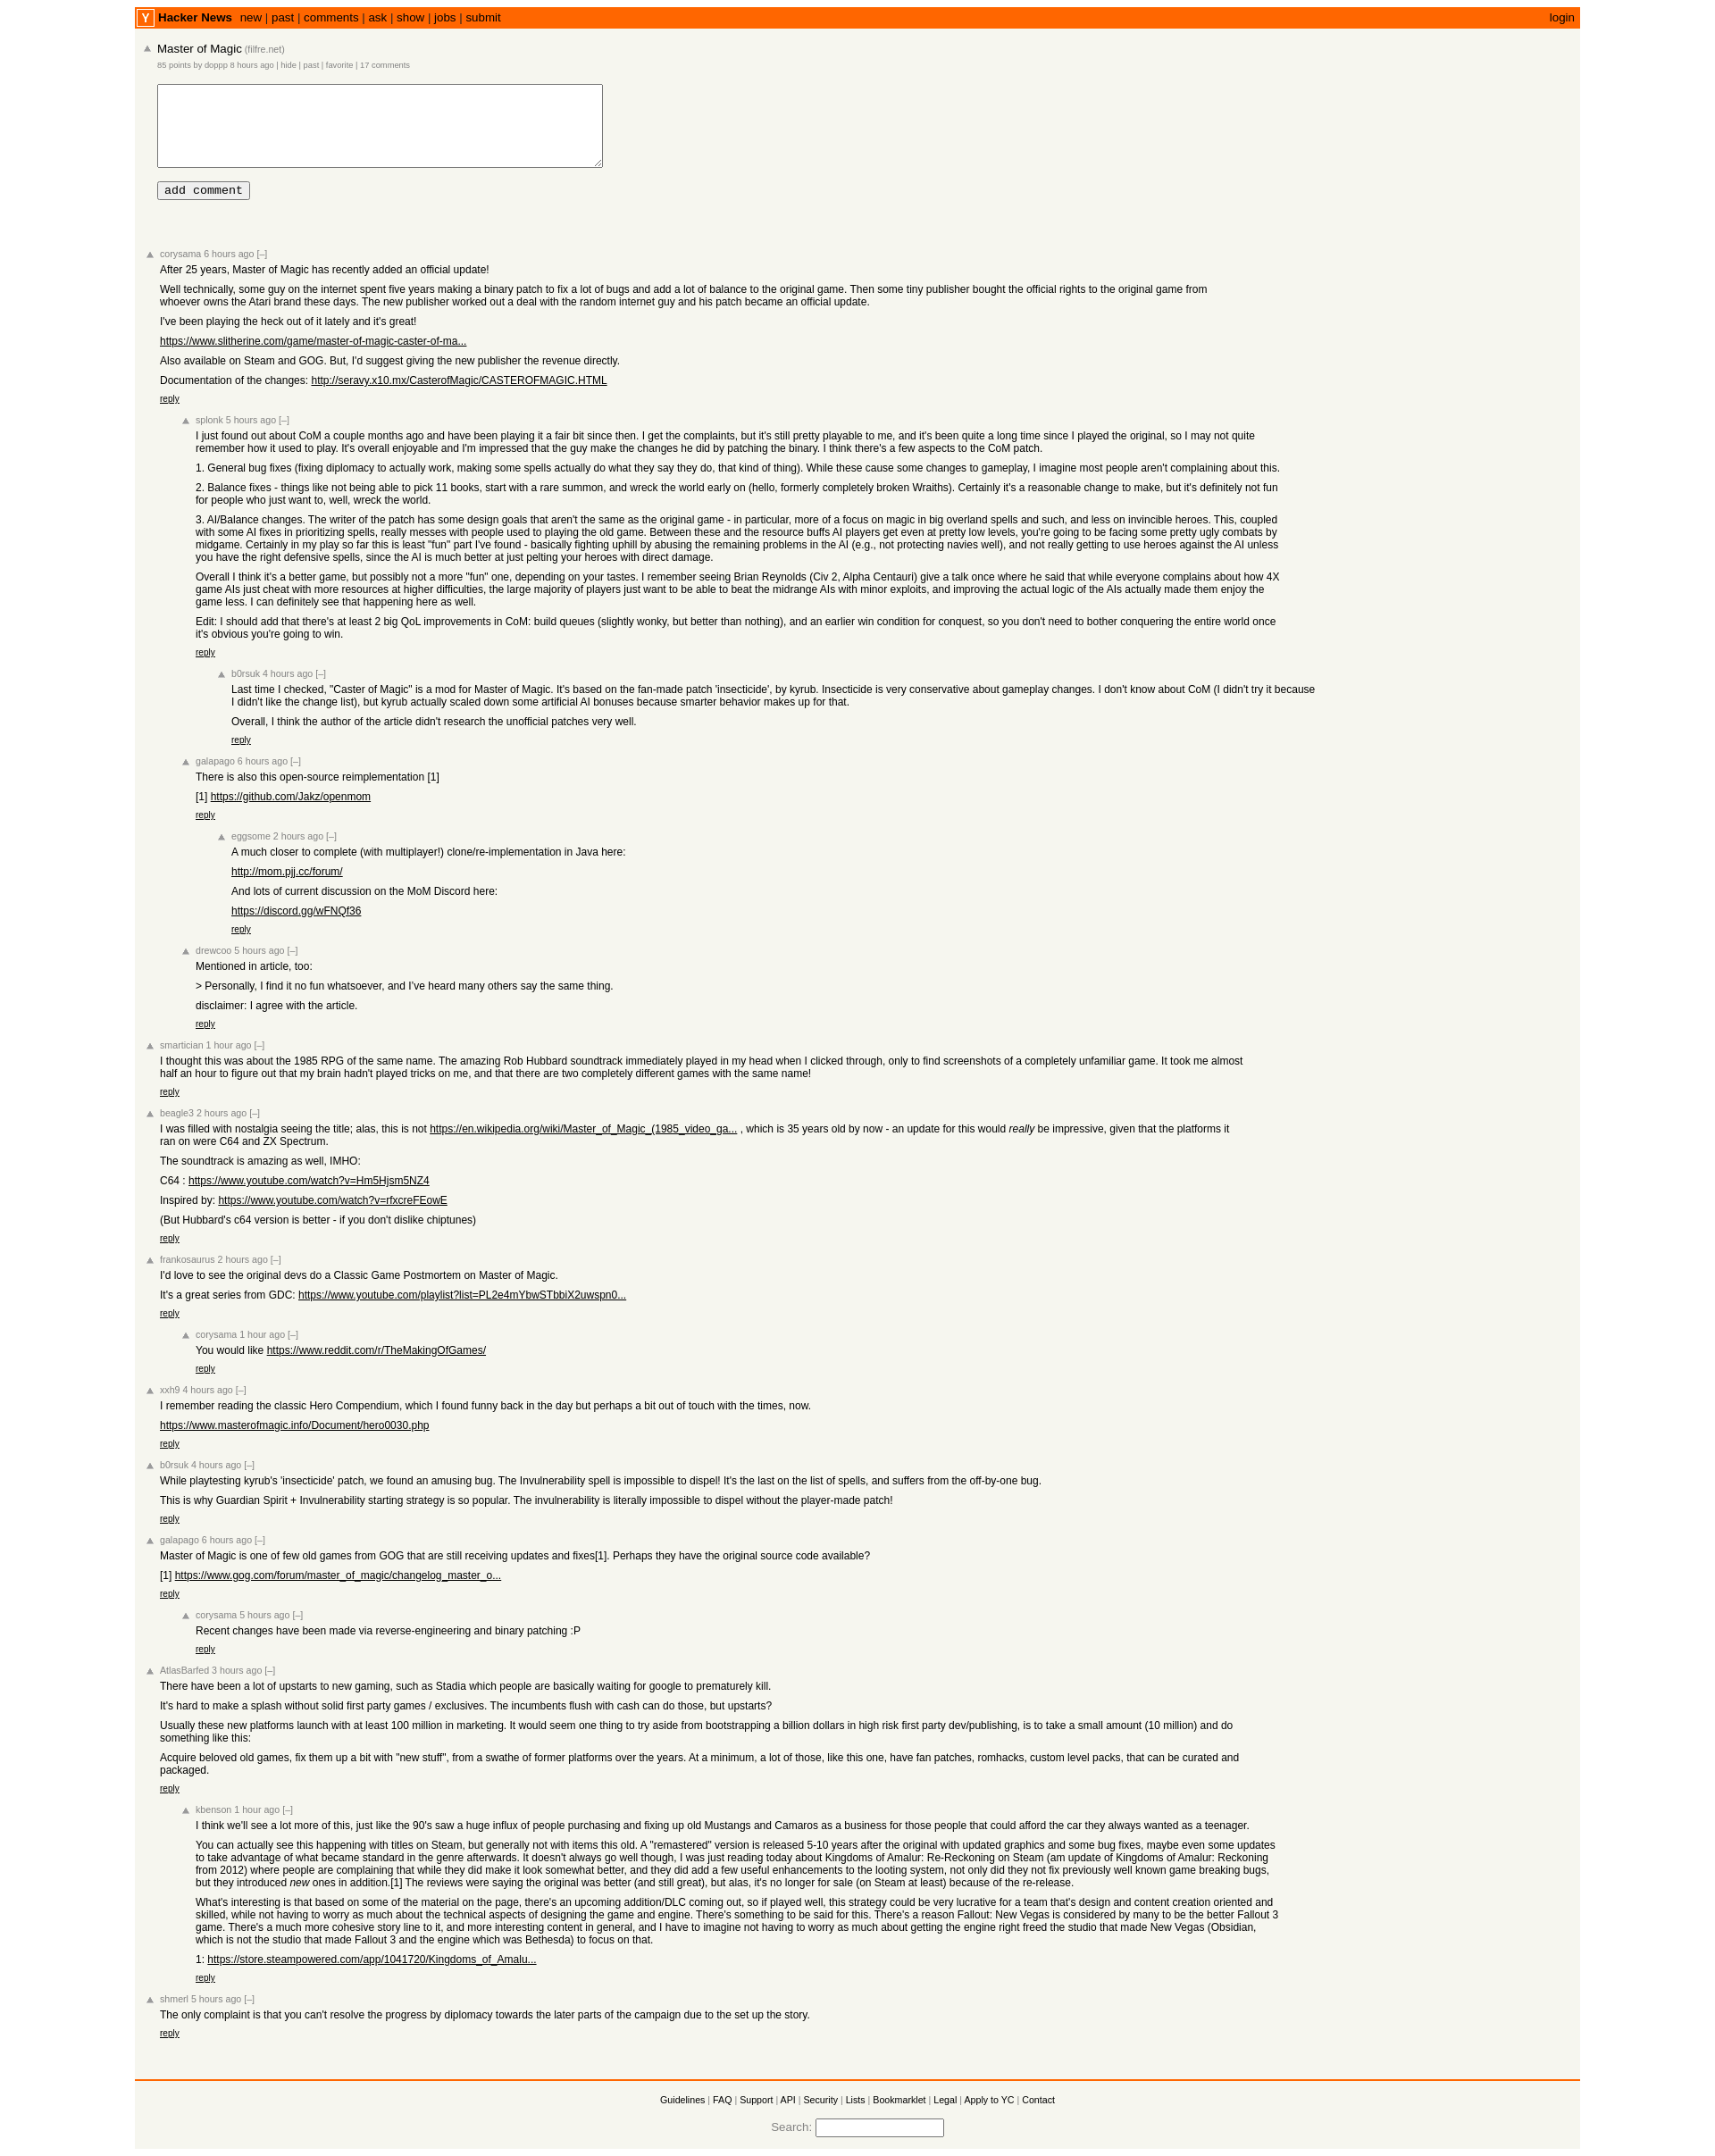 Y Hacker News new | past | comments | ask | show | jobs | submit login
Master of Magic (filfre.net)
85 points by doppp 8 hours ago | hide | past | favorite | 17 comments
add comment
corysama 6 hours ago [–]
After 25 years, Master of Magic has recently added an official update!
Well technically, some guy on the internet spent five years making a binary patch to fix a lot of bugs and add a lot of balance to the original game. Then some tiny publisher bought the official rights to the original game from
whoever owns the Atari brand these days. The new publisher worked out a deal with the random internet guy and his patch became an official update.
I've been playing the heck out of it lately and it's great!
https://www.slitherine.com/game/master-of-magic-caster-of-ma...
Also available on Steam and GOG. But, I'd suggest giving the new publisher the revenue directly.
Documentation of the changes: http://seravy.x10.mx/CasterofMagic/CASTEROFMAGIC.HTML
reply
splonk 5 hours ago [–]
I just found out about CoM a couple months ago and have been playing it a fair bit since then. I get the complaints, but it's still pretty playable to me, and it's been quite a long time since I played the original, so I may not quite
remember how it used to play. It's overall enjoyable and I'm impressed that the guy make the changes he did by patching the binary. I think there's a few aspects to the CoM patch.
1. General bug fixes (fixing diplomacy to actually work, making some spells actually do what they say they do, that kind of thing). While these cause some changes to gameplay, I imagine most people aren't complaining about this.
2. Balance fixes - things like not being able to pick 11 books, start with a rare summon, and wreck the world early on (hello, formerly completely broken Wraiths). Certainly it's a reasonable change to make, but it's definitely not fun
for people who just want to, well, wreck the world.
3. AI/Balance changes. The writer of the patch has some design goals that aren't the same as the original game - in particular, more of a focus on magic in big overland spells and such, and less on invincible heroes. This, coupled
with some AI fixes in prioritizing spells, really messes with people used to playing the old game. Between these and the resource buffs AI players get even at pretty low levels, you're going to be facing some pretty ugly combats by
midgame. Certainly in my play so far this is least "fun" part I've found - basically fighting uphill by abusing the remaining problems in the AI (e.g., not protecting navies well), and not really getting to use heroes against the AI unless
you have the right defensive spells, since the AI is much better at just pelting your heroes with direct damage.
Overall I think it's a better game, but possibly not a more "fun" one, depending on your tastes. I remember seeing Brian Reynolds (Civ 2, Alpha Centauri) give a talk once where he said that while everyone complains about how 4X
game AIs just cheat with more resources at higher difficulties, the large majority of players just want to be able to beat the midrange AIs with minor exploits, and improving the actual logic of the AIs actually made them enjoy the
game less. I can definitely see that happening here as well.
Edit: I should add that there's at least 2 big QoL improvements in CoM: build queues (slightly wonky, but better than nothing), and an earlier win condition for conquest, so you don't need to bother conquering the entire world once
it's obvious you're going to win.
reply
b0rsuk 4 hours ago [–]
Last time I checked, "Caster of Magic" is a mod for Master of Magic. It's based on the fan-made patch 'insecticide', by kyrub. Insecticide is very conservative about gameplay changes. I don't know about CoM (I didn't try it because
I didn't like the change list), but kyrub actually scaled down some artificial AI bonuses because smarter behavior makes up for that.
Overall, I think the author of the article didn't research the unofficial patches very well.
reply
galapago 6 hours ago [–]
There is also this open-source reimplementation [1]
[1] https://github.com/Jakz/openmom
reply
eggsome 2 hours ago [–]
A much closer to complete (with multiplayer!) clone/re-implementation in Java here:
http://mom.pjj.cc/forum/
And lots of current discussion on the MoM Discord here:
https://discord.gg/wFNQf36
reply
drewcoo 5 hours ago [–]
Mentioned in article, too:
> Personally, I find it no fun whatsoever, and I've heard many others say the same thing.
disclaimer: I agree with the article.
reply
smartician 1 hour ago [–]
I thought this was about the 1985 RPG of the same name. The amazing Rob Hubbard soundtrack immediately played in my head when I clicked through, only to find screenshots of a completely unfamiliar game. It took me almost
half an hour to figure out that my brain hadn't played tricks on me, and that there are two completely different games with the same name!
reply
beagle3 2 hours ago [–]
I was filled with nostalgia seeing the title; alas, this is not https://en.wikipedia.org/wiki/Master_of_Magic_(1985_video_ga... , which is 35 years old by now - an update for this would really be impressive, given that the platforms it
ran on were C64 and ZX Spectrum.
The soundtrack is amazing as well, IMHO:
C64 : https://www.youtube.com/watch?v=Hm5Hjsm5NZ4
Inspired by: https://www.youtube.com/watch?v=rfxcreFEowE
(But Hubbard's c64 version is better - if you don't dislike chiptunes)
reply
frankosaurus 2 hours ago [–]
I'd love to see the original devs do a Classic Game Postmortem on Master of Magic.
It's a great series from GDC: https://www.youtube.com/playlist?list=PL2e4mYbwSTbbiX2uwspn0...
reply
corysama 1 hour ago [–]
You would like https://www.reddit.com/r/TheMakingOfGames/
reply
xxh9 4 hours ago [–]
I remember reading the classic Hero Compendium, which I found funny back in the day but perhaps a bit out of touch with the times, now.
https://www.masterofmagic.info/Document/hero0030.php
reply
b0rsuk 4 hours ago [–]
While playtesting kyrub's 'insecticide' patch, we found an amusing bug. The Invulnerability spell is impossible to dispel! It's the last on the list of spells, and suffers from the off-by-one bug.
This is why Guardian Spirit + Invulnerability starting strategy is so popular. The invulnerability is literally impossible to dispel without the player-made patch!
reply
galapago 6 hours ago [–]
Master of Magic is one of few old games from GOG that are still receiving updates and fixes[1]. Perhaps they have the original source code available?
[1] https://www.gog.com/forum/master_of_magic/changelog_master_o...
reply
corysama 5 hours ago [–]
Recent changes have been made via reverse-engineering and binary patching :P
reply
AtlasBarfed 3 hours ago [–]
There have been a lot of upstarts to new gaming, such as Stadia which people are basically waiting for google to prematurely kill.
It's hard to make a splash without solid first party games / exclusives. The incumbents flush with cash can do those, but upstarts?
Usually these new platforms launch with at least 100 million in marketing. It would seem one thing to try aside from bootstrapping a billion dollars in high risk first party dev/publishing, is to take a small amount (10 million) and do
something like this:
Acquire beloved old games, fix them up a bit with "new stuff", from a swathe of former platforms over the years. At a minimum, a lot of those, like this one, have fan patches, romhacks, custom level packs, that can be curated and
packaged.
reply
kbenson 1 hour ago [–]
I think we'll see a lot more of this, just like the 90's saw a huge influx of people purchasing and fixing up old Mustangs and Camaros as a business for those people that could afford the car they always wanted as a teenager.
You can actually see this happening with titles on Steam, but generally not with items this old. A "remastered" version is released 5-10 years after the original with updated graphics and some bug fixes, maybe even some updates
to take advantage of what became standard in the genre afterwards. It doesn't always go well though, I was just reading today about Kingdoms of Amalur: Re-Reckoning on Steam (am update of Kingdoms of Amalur: Reckoning
from 2012) where people are complaining that while they did make it look somewhat better, and they did add a few useful enhancements to the looting system, not only did they not fix previously well known game breaking bugs,
but they introduced new ones in addition.[1] The reviews were saying the original was better (and still great), but alas, it's no longer for sale (on Steam at least) because of the re-release.
What's interesting is that based on some of the material on the page, there's an upcoming addition/DLC coming out, so if played well, this strategy could be very lucrative for a team that's design and content creation oriented and
skilled, while not having to worry as much about the technical aspects of designing the game and engine. There's something to be said for this. There's a reason Fallout: New Vegas is considered by many to be the better Fallout 3
game. There's a much more cohesive story line to it, and more interesting content in general, and I have to imagine not having to worry as much about getting the engine right freed the studio that made New Vegas (Obsidian,
which is not the studio that made Fallout 3 and the engine which was Bethesda) to focus on that.
1: https://store.steampowered.com/app/1041720/Kingdoms_of_Amalu...
reply
shmerl 5 hours ago [–]
The only complaint is that you can't resolve the progress by diplomacy towards the later parts of the campaign due to the set up the story.
reply
Guidelines | FAQ | Support | API | Security | Lists | Bookmarklet | Legal | Apply to YC | Contact
Search: